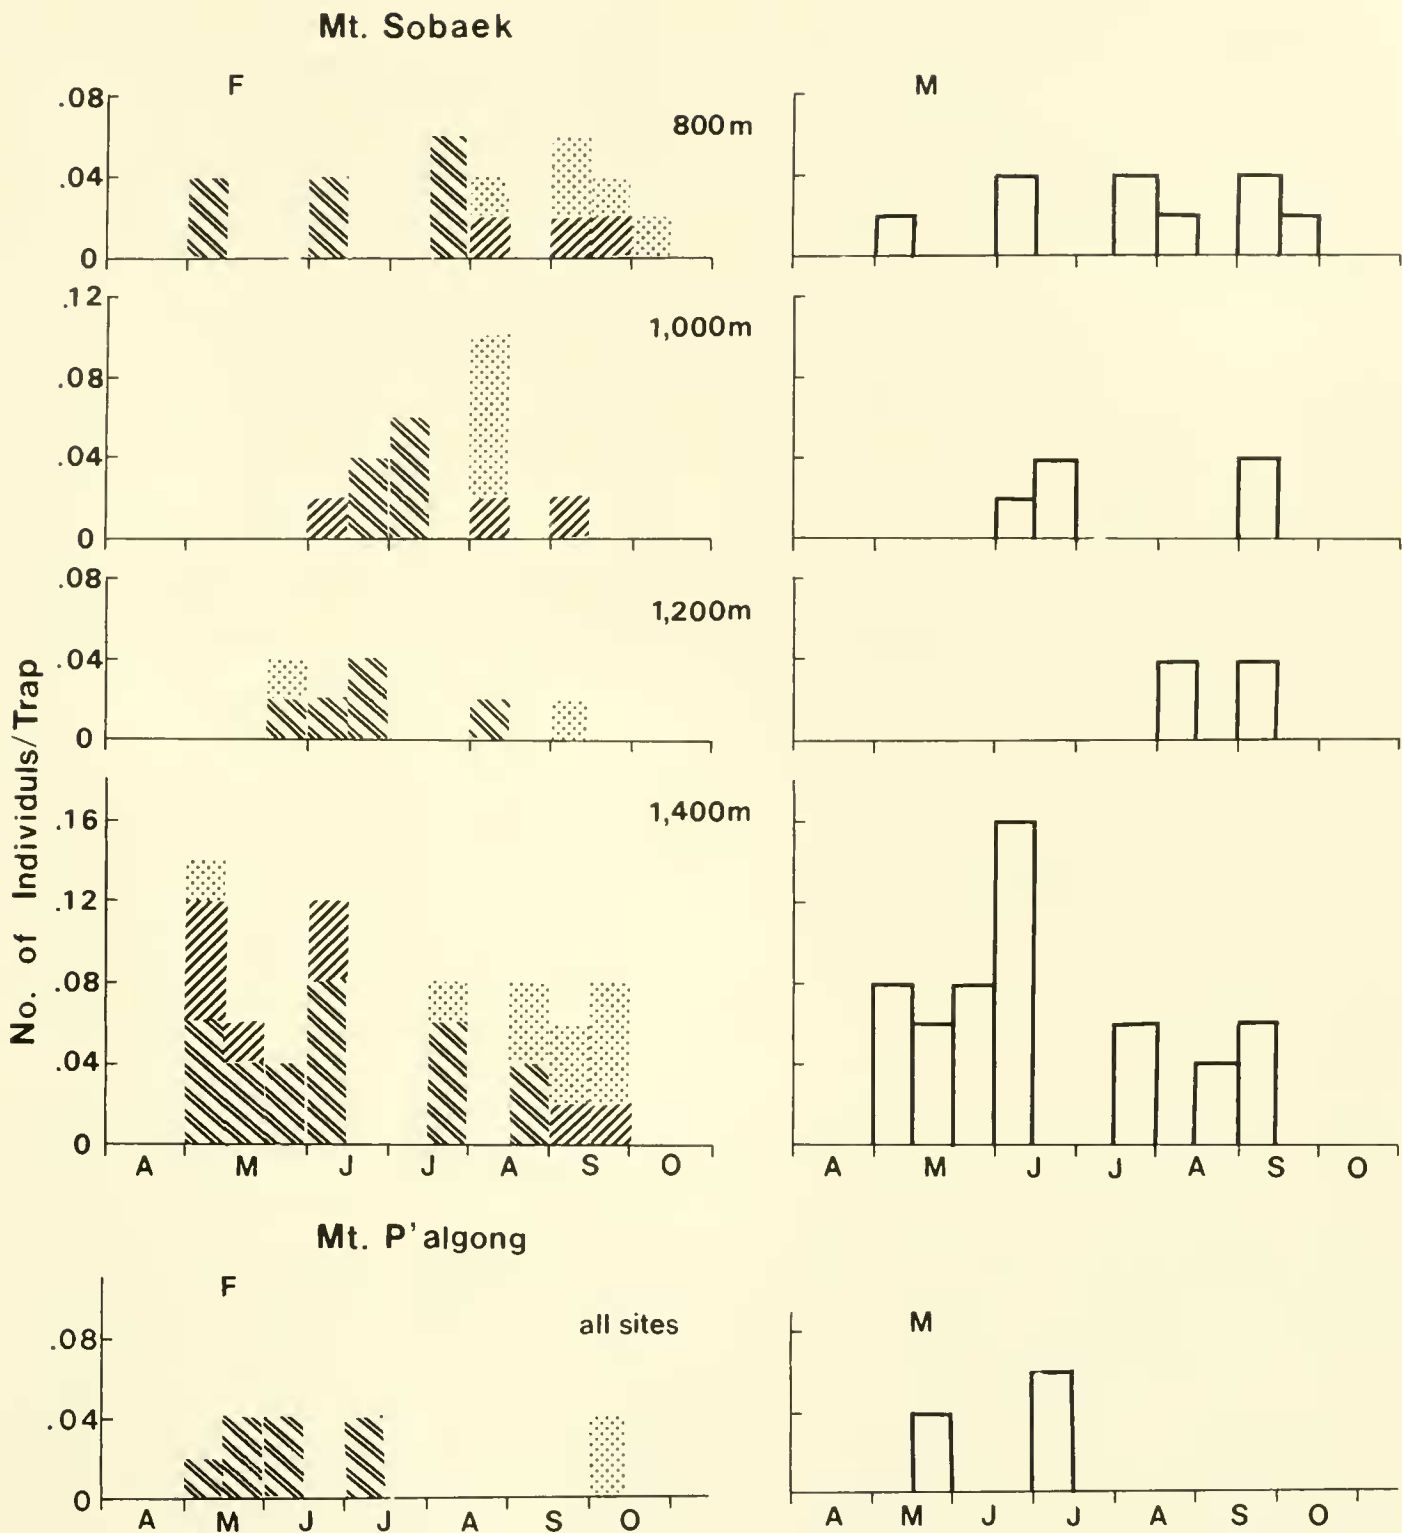 Mt. Sobaek
F
M
.08
.04
0
800m
.12
.08
.04
0
1,000m
.08
.04
0
1,200m
.16
.12
.08
.04
0
1,400m
No. of Individuls/Trap
A M J J A S O
A M J J A S O
Mt. P'algong
F
M
.08
.04
0
all sites
A M J J A S O
A M J J A S O